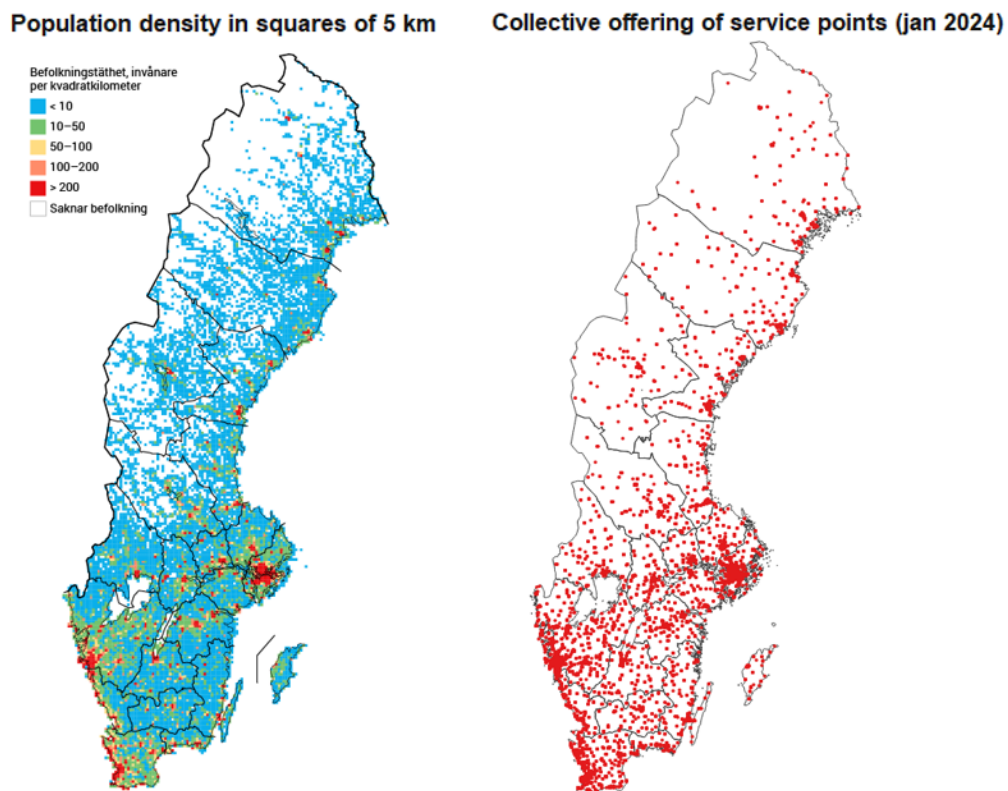 Population density in squares of 5 km
Collective offering of service points (jan 2024)
Befolkningstäthet, invånare
per kvadratkilometer
< 10
10–50
50–100
100–200
> 200
Saknar befolkning